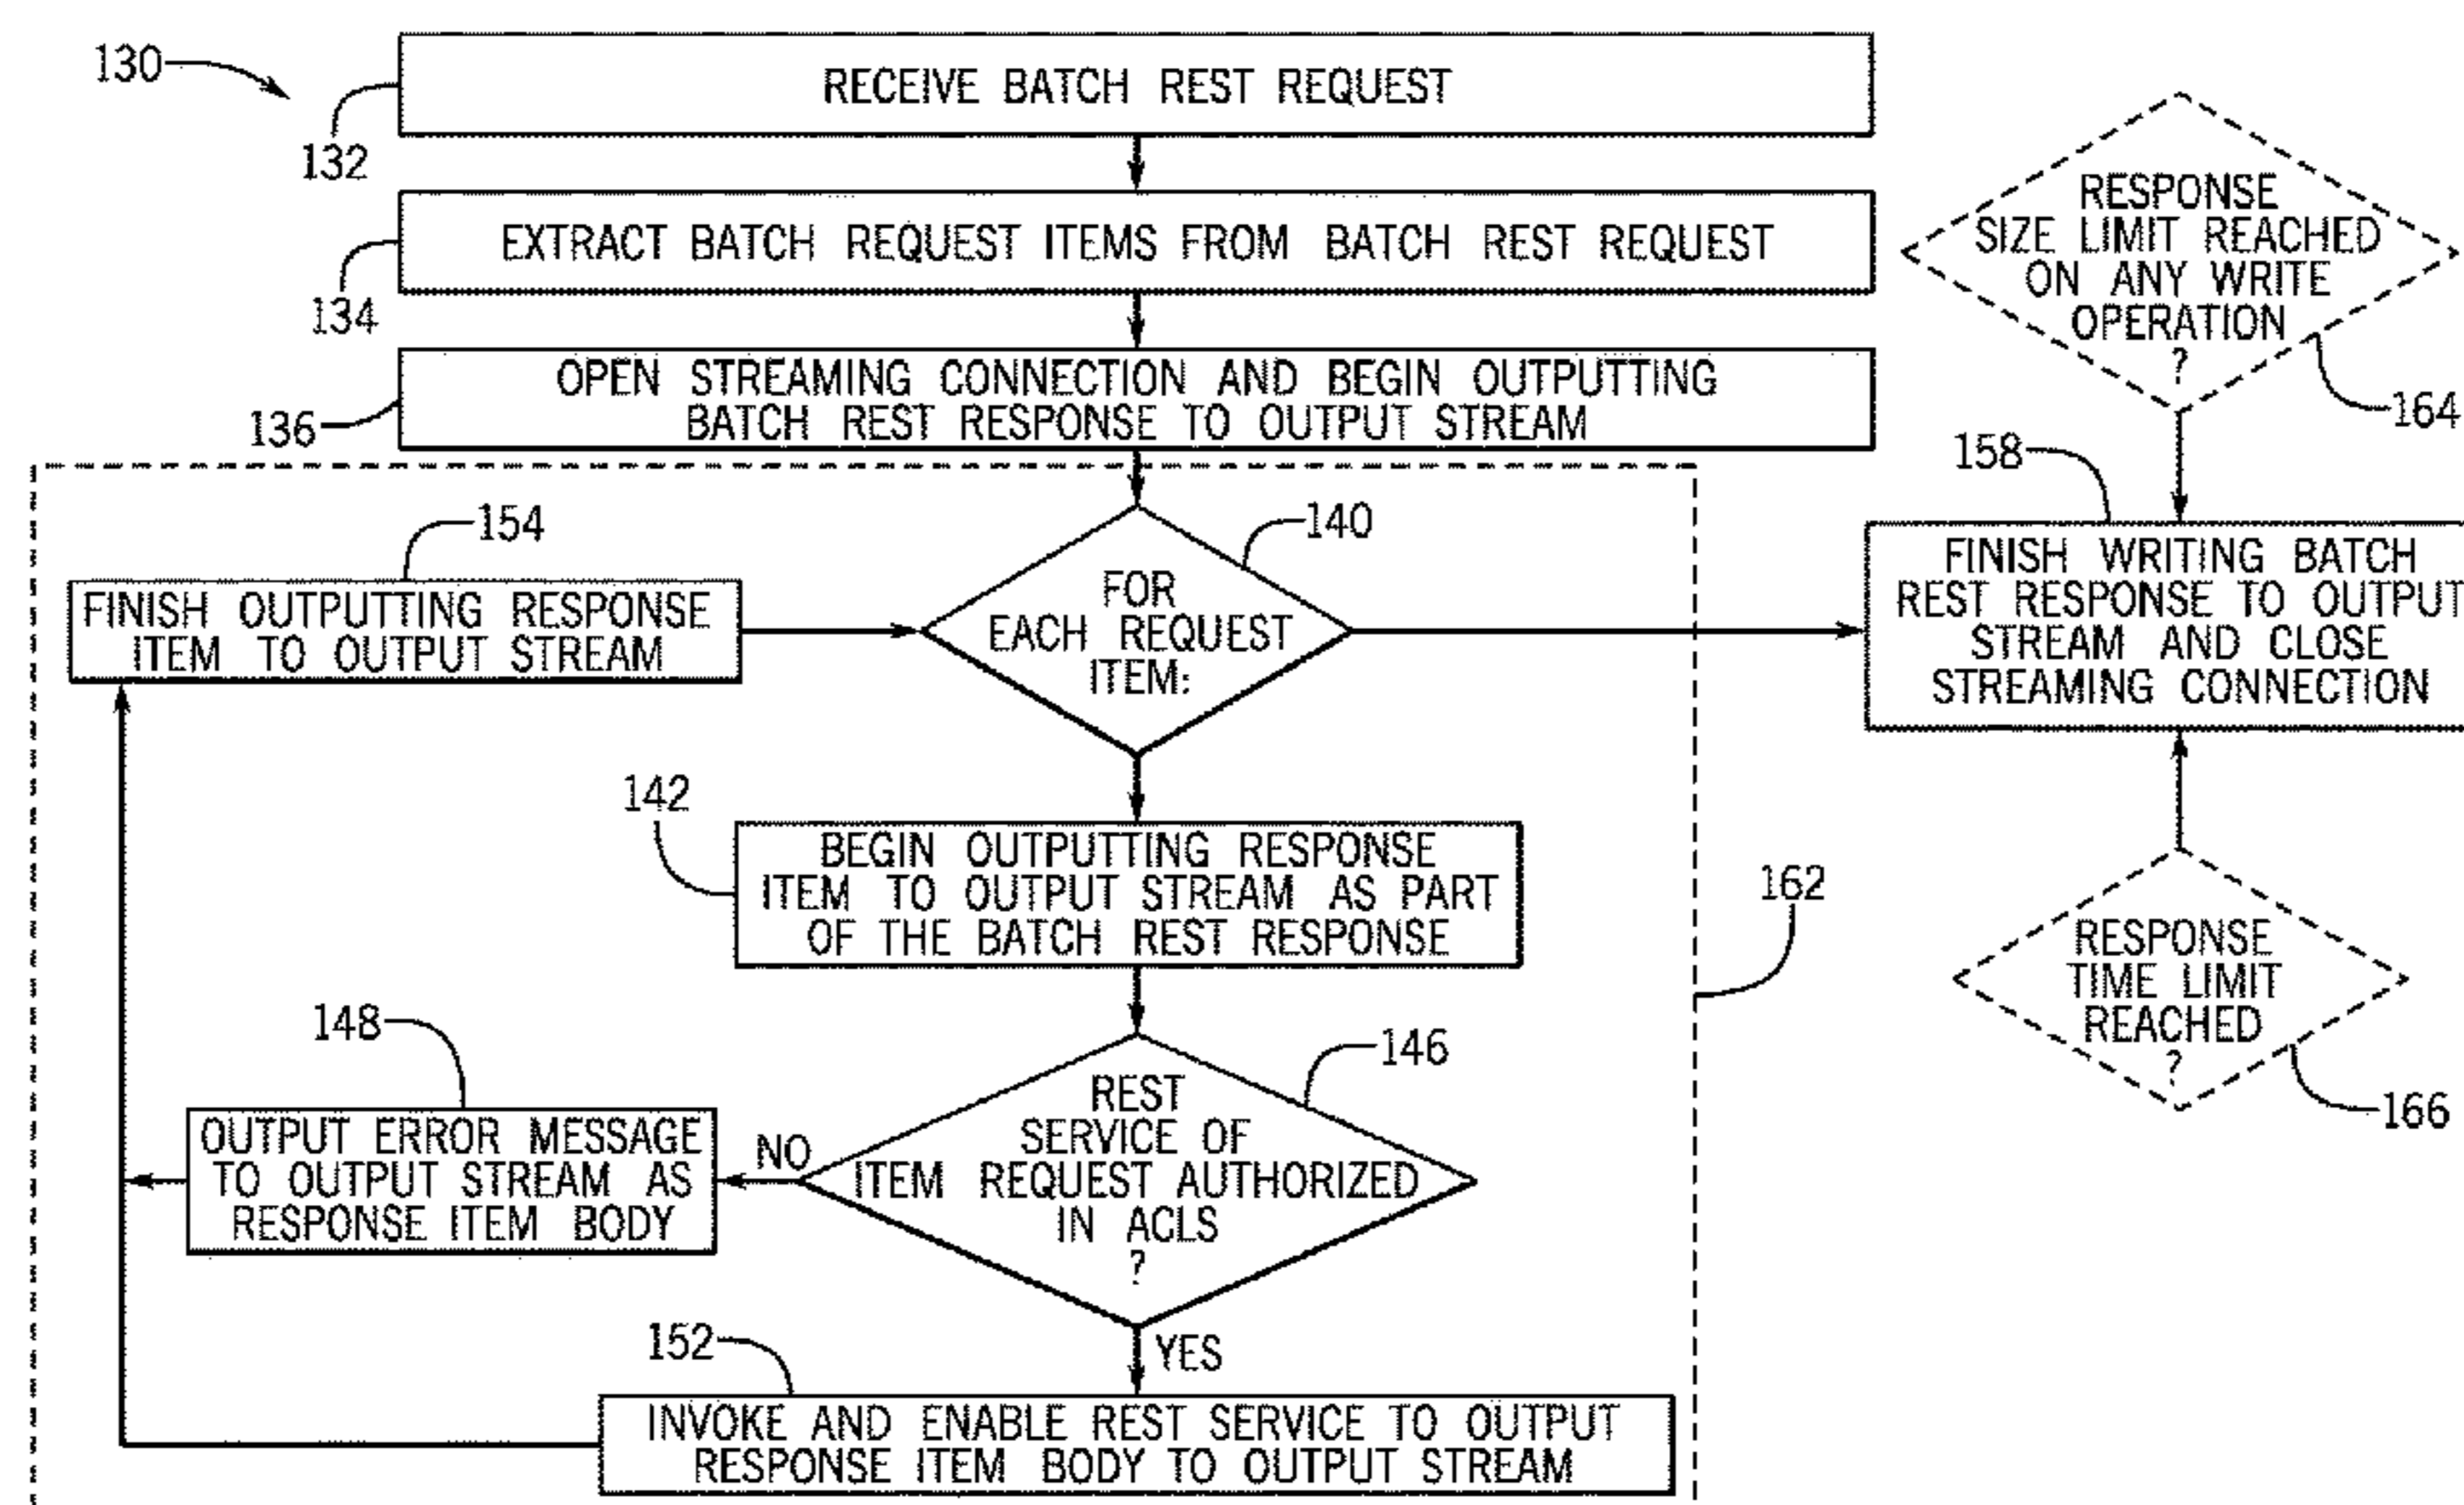 130
RECEIVE BATCH REST REQUEST
132
EXTRACT BATCH REQUEST ITEMS FROM BATCH REST REQUEST
134
OPEN STREAMING CONNECTION AND BEGIN OUTPUTTING
BATCH REST RESPONSE TO OUTPUT STREAM
136
RESPONSE
SIZE LIMIT REACHED
ON ANY WRITE
OPERATION
?
164
158
FINISH WRITING BATCH
REST RESPONSE TO OUTPUT
STREAM AND CLOSE
STREAMING CONNECTION
154
FINISH OUTPUTTING RESPONSE
ITEM TO OUTPUT STREAM
140
FOR
EACH REQUEST
ITEM:
142
BEGIN OUTPUTTING RESPONSE
ITEM TO OUTPUT STREAM AS PART
OF THE BATCH REST RESPONSE
162
RESPONSE
TIME LIMIT
REACHED
?
166
148
OUTPUT ERROR MESSAGE
TO OUTPUT STREAM AS
RESPONSE ITEM BODY
NO
146
REST
SERVICE OF
ITEM REQUEST AUTHORIZED
IN ACLS
?
YES
152
INVOKE AND ENABLE REST SERVICE TO OUTPUT
RESPONSE ITEM BODY TO OUTPUT STREAM